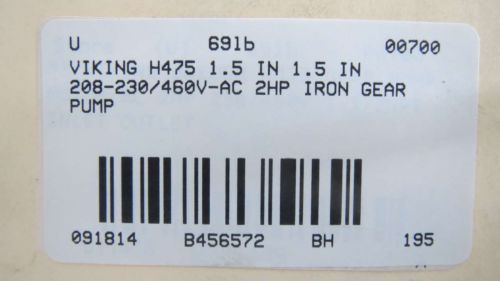 U 69lb 00700
VIKING H475 1.5 IN 1.5 IN
208-230/460V-AC 2HP IRON GEAR
PUMP
091814 B456572 BH 195